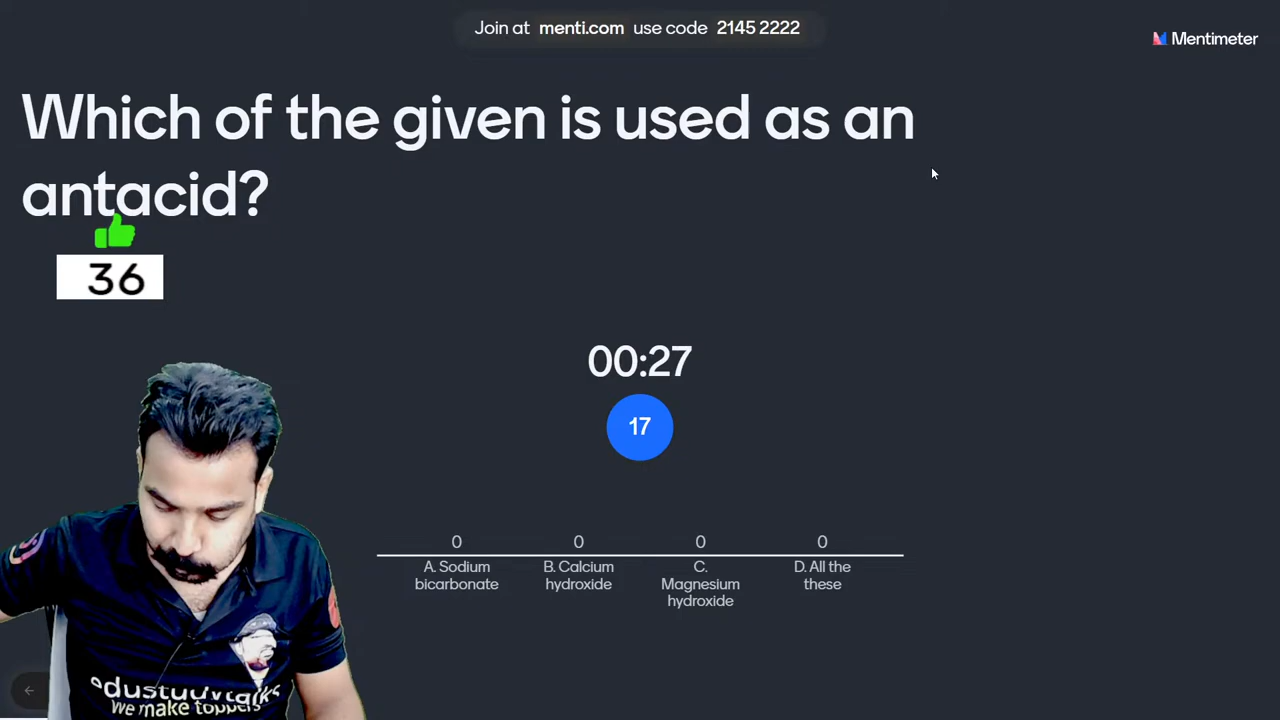 Join at menti.com use code 2145 2222
Mentimeter
Which of the given is used as an
antacid?
36
00:27
17
0 0 0 0
A. Sodium
bicarbonate
B. Calcium
hydroxide
C.
Magnesium
hydroxide
D. All the
these
edustudytalks
We make toppers